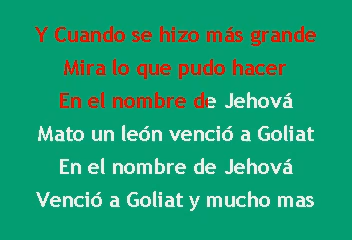 Y Cuando se hizo más grande
Mira lo que pudo hacer
En el nombre de Jehová
Mato un león venció a Goliat
En el nombre de Jehová
Venció a Goliat y mucho mas